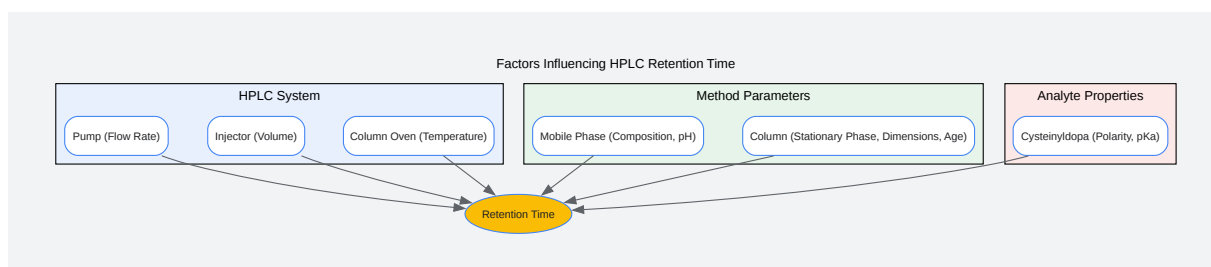 Factors Influencing HPLC Retention Time
HPLC System
Method Parameters
Analyte Properties
Pump (Flow Rate)
Injector (Volume)
Column Oven (Temperature)
Mobile Phase (Composition, pH)
Column (Stationary Phase, Dimensions, Age)
Cysteinyldopa (Polarity, pKa)
Retention Time